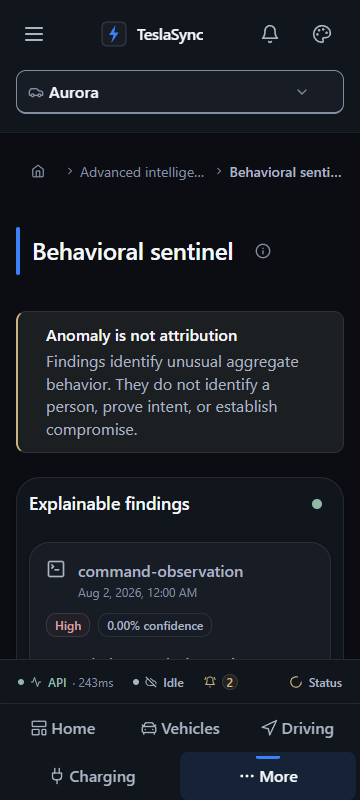 TeslaSync
Aurora
Advanced intellige... Behavioral senti...
Behavioral sentinel
Anomaly is not attribution
Findings identify unusual aggregate
behavior. They do not identify a
person, prove intent, or establish
compromise.
Explainable findings
command-observation
Aug 2, 2026, 12:00 AM
High 0.00% confidence
API · 243ms Idle 2 Status
Home Vehicles Driving
Charging More